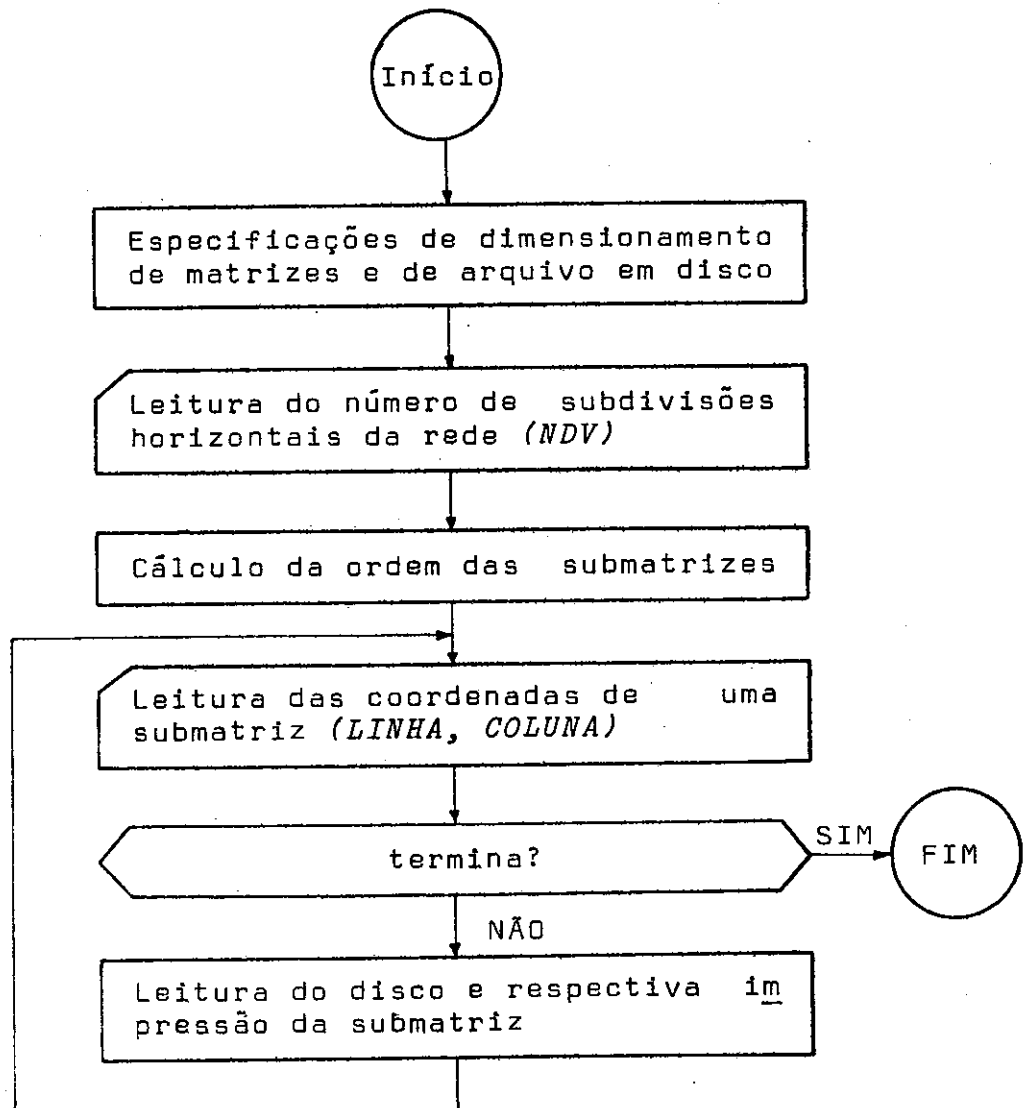 Início
Especificações de dimensionamento
de matrizes e de arquivo em disco
Leitura do número de subdivisões
horizontais da rede (NDV)
Cálculo da ordem das submatrizes
Leitura das coordenadas de uma
submatriz (LINHA, COLUNA)
termina?
SIM
FIM
NÃO
Leitura do disco e respectiva im
pressão da submatriz